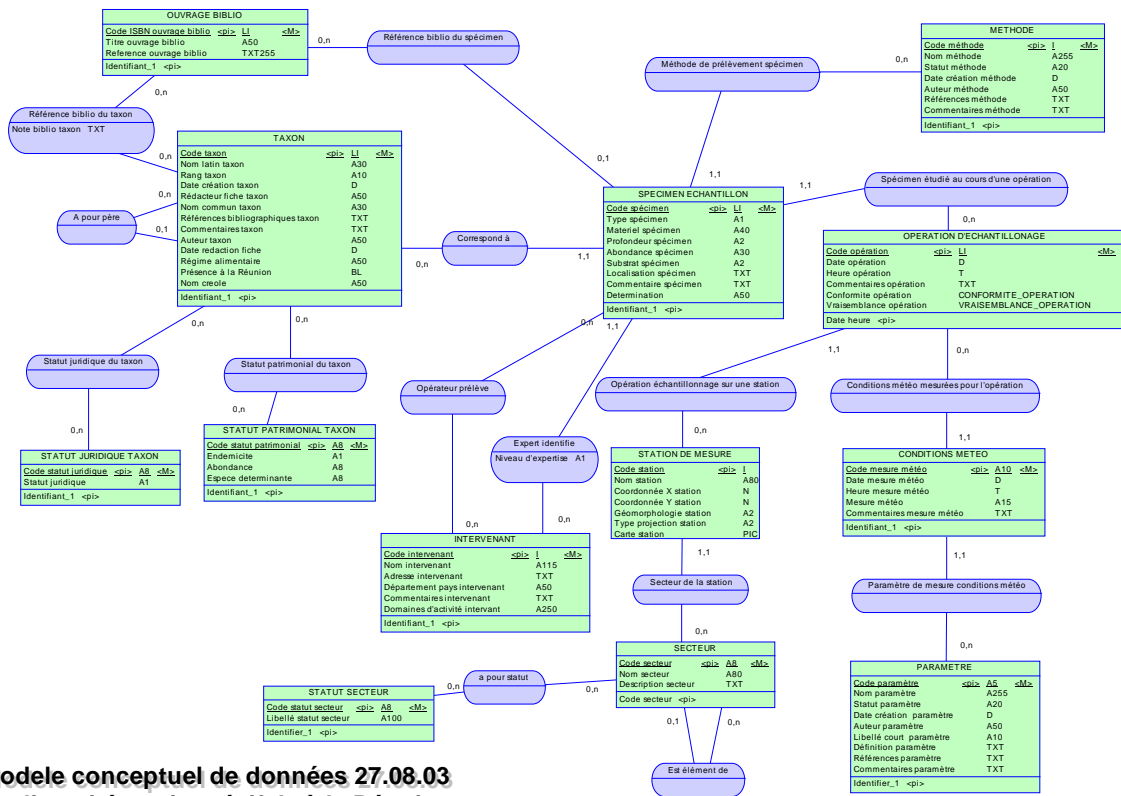 OUVRAGE BIBLIO
Code ISBN ouvrage biblio <pi> LI <M>
Titre ouvrage biblio A50
Reference ouvrage biblio TXT255
Identifiant_1 <pi>
0,n
Référence biblio du spécimen
0,n
0,1
METHODE
Code méthode <pi> I <M>
Nom méthode A255
Statut méthode A20
Date création méthode D
Auteur méthode A50
Références méthode TXT
Commentaires méthode TXT
Identifiant_1 <pi>
0,n
Méthode de prélèvement spécimen
1,1
Référence biblio du taxon
Note biblio taxon TXT
0,n
TAXON
Code taxon <pi> LI <M>
Nom latin taxon A30
Rang taxon A10
Date création taxon D
Rédacteur fiche taxon A50
Nom commun taxon A30
Références bibliographiques taxon TXT
Commentaires taxon TXT
Auteur taxon A50
Date redaction fiche D
Régime alimentaire A50
Présence à la Réunion BL
Nom creole A50
Identifiant_1 <pi>
0,n
A pour père
0,1
Correspond à
0,n
1,1
SPECIMEN ECHANTILLON
Code spécimen <pi> LI <M>
Type spécimen A1
Materiel spécimen A40
Profondeur spécimen A2
Abondance spécimen A30
Substrat spécimen A2
Localisation spécimen TXT
Commentaire spécimen TXT
Determination A50
Identifiant_1 <pi>
1,1
Spécimen étudié au cours d'une opération
0,n
OPERATION D'ECHANTILLONAGE
Code opération <pi> LI <M>
Date opération D
Heure opération T
Commentaires opération TXT
Conformite opération CONFORMITE_OPERATION
Vraisemblance opération VRAISEMBLANCE_OPERATION
Date heure <pi>
0,n
0,n
0,n
1,1
1,1
0,n
Statut juridique du taxon
Statut patrimonial du taxon
Opérateur prélève
Opération échantillonnage sur une station
Conditions météo mesurées pour l'opération
0,n
0,n
0,n
1,1
STATUT JURIDIQUE TAXON
Code statut juridique <pi> A8 <M>
Statut juridique A1
Identifiant_1 <pi>
STATUT PATRIMONIAL TAXON
Code statut patrimonial <pi> A8 <M>
Endemicite A1
Abondance A8
Espece determinante A8
Identifiant_1 <pi>
Expert identifie
Niveau d'expertise A1
STATION DE MESURE
Code station <pi> I
Nom station A80
Coordonnée X station N
Coordonnée Y station N
Géomorphologie station A2
Type projection station A2
Carte station PIC
CONDITIONS METEO
Code mesure météo <pi> A10 <M>
Date mesure météo D
Heure mesure météo T
Mesure météo A15
Commentaires mesure météo TXT
Identifiant_1 <pi>
0,n
0,n
INTERVENANT
Code intervenant <pi> I <M>
Nom intervenant A115
Adresse intervenant TXT
Département pays intervenant A50
Commentaires intervenant TXT
Domaines d'activité intervant A250
Identifiant_1 <pi>
1,1
1,1
Secteur de la station
Paramètre de mesure conditions météo
0,n
0,n
SECTEUR
Code secteur <pi> A8 <M>
Nom secteur A80
Description secteur TXT
Code secteur <pi>
STATUT SECTEUR
Code statut secteur <pi> A8 <M>
Libellé statut secteur A100
Identifier_1 <pi>
0,n
a pour statut
0,n
0,1
0,n
Est élément de
PARAMETRE
Code paramètre <pi> A5 <M>
Nom paramètre A255
Statut paramètre A20
Date création paramètre D
Auteur paramètre A50
Libellé court paramètre A10
Définition paramètre TXT
Références paramètre TXT
Commentaires paramètre TXT
Identifier_1 <pi>
odele conceptuel de données 27.08.03